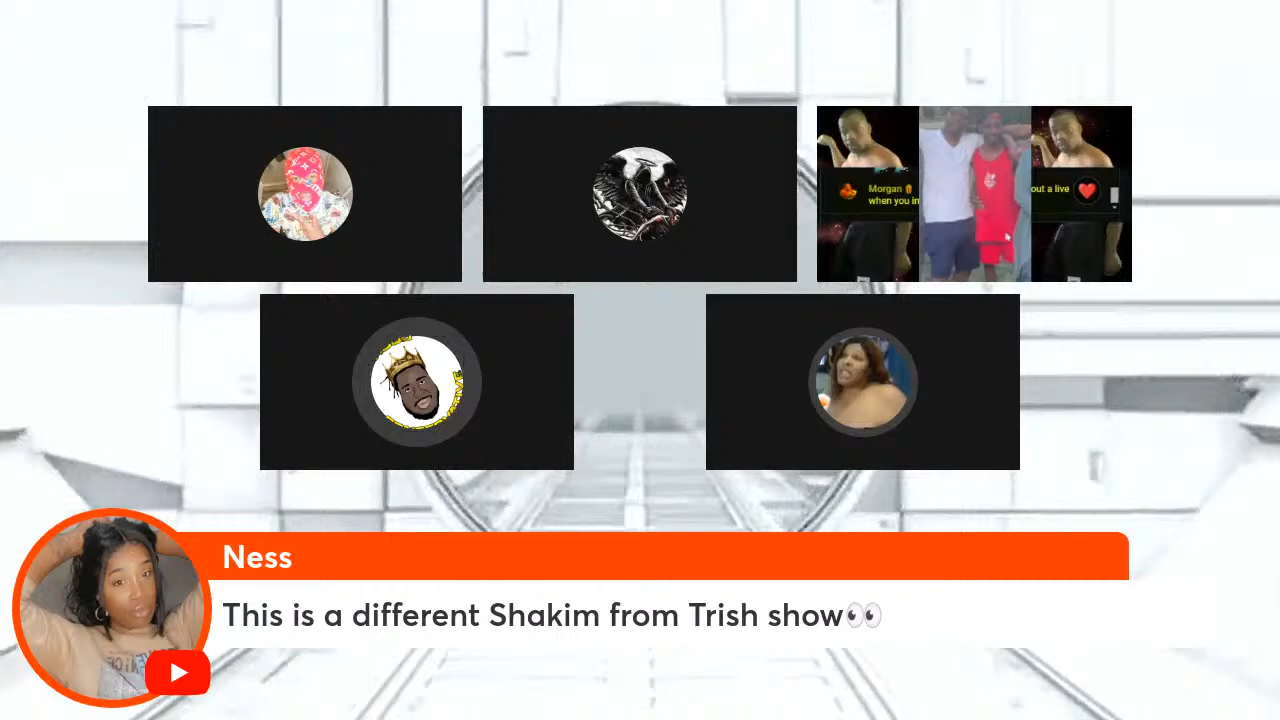 Morgan
when you in
out a live
Ness
This is a different Shakim from Trish show👀